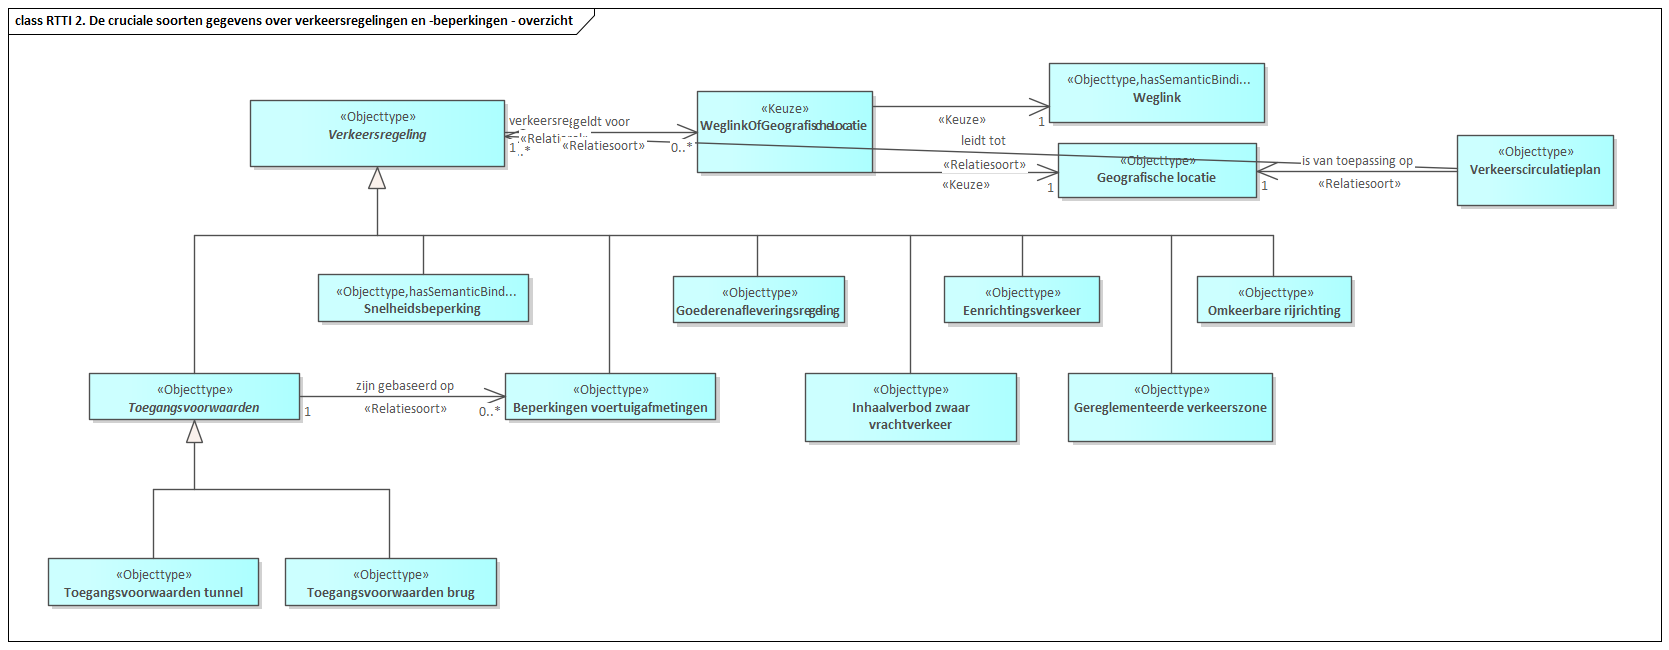 class RTTI 2. De cruciale soorten gegevens over verkeersregelingen en -beperkingen - overzicht
«Objecttype,hasSemanticBindi...
Weglink
«Keuze»
WeglinkOfGeografischeLocatie
«Objecttype»
Verkeersregeling
geldt voor
«Relatiesoort»
0..*
1
«Keuze»
1
leidt tot
«Relatiesoort»
«Keuze»
1
«Objecttype»
Geografische locatie
is van toepassing op
«Relatiesoort»
1
«Objecttype»
Verkeerscirculatieplan
«Objecttype,hasSemanticBind...
Snelheidsbeperking
«Objecttype»
Goederenafleveringsregeling
«Objecttype»
Eenrichtingsverkeer
«Objecttype»
Omkeerbare rijrichting
«Objecttype»
Toegangsvoorwaarden
zijn gebaseerd op
«Relatiesoort»
1
0..*
«Objecttype»
Beperkingen voertuigafmetingen
«Objecttype»
Inhaalverbod zwaar
vrachtverkeer
«Objecttype»
Gereglementeerde verkeerszone
«Objecttype»
Toegangsvoorwaarden tunnel
«Objecttype»
Toegangsvoorwaarden brug